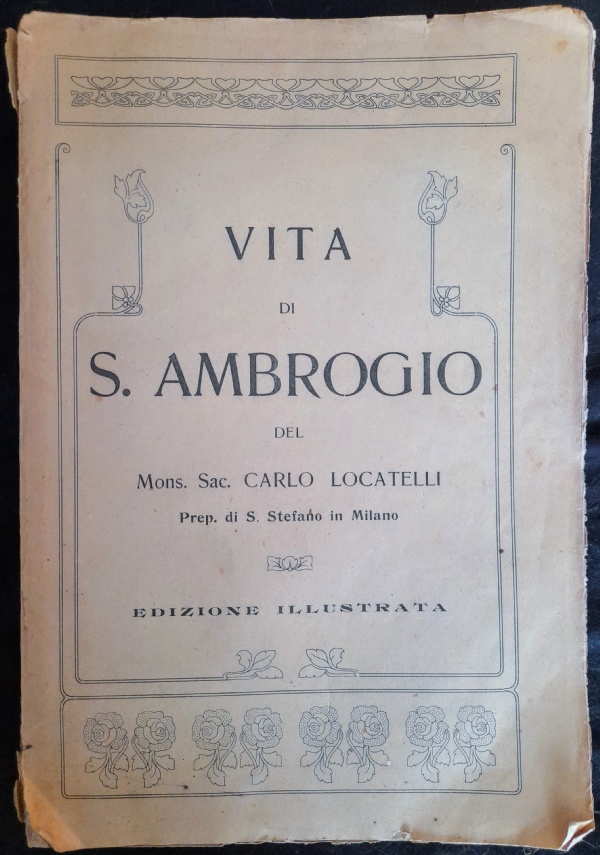 VITA
DI
S. AMBROGIO
DEL
Mons. Sac. CARLO LOCATELLI
Prep. di S. Stefano in Milano
EDIZIONE ILLUSTRATA